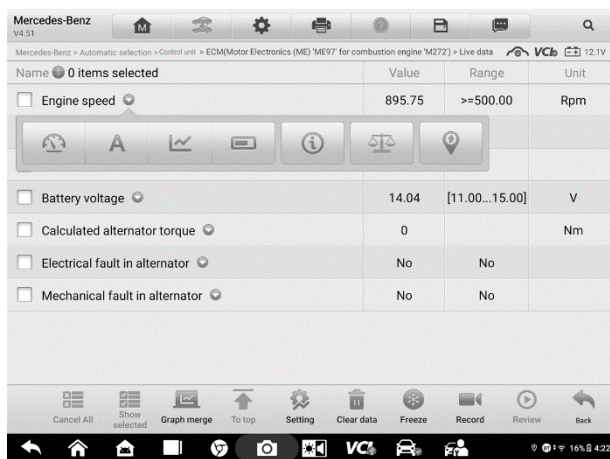 Mercedes-Benz
V4.51
M
Mercedes-Benz > Automatic selection > Control unit > ECM(Motor Electronics (ME) 'ME97' for combustion engine 'M272') > Live data VCI 12.1V
Name 0 items selected Value Range Unit
Engine speed 895.75 >=500.00 Rpm
A
Battery voltage 14.04 [11.00...15.00] V
Calculated alternator torque 0 Nm
Electrical fault in alternator No No
Mechanical fault in alternator No No
Cancel All Show selected Graph merge To top Setting Clear data Freeze Record Review Back
VCI 16% 4:22